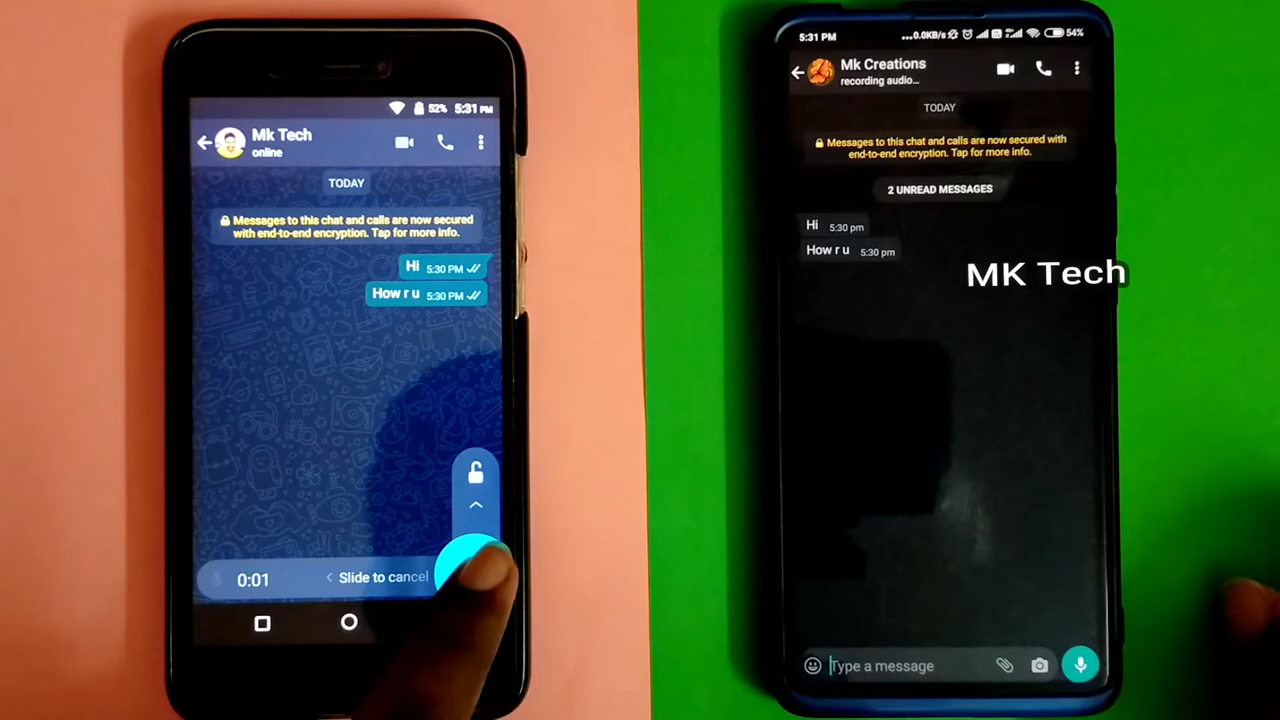 52% 5:31 PM
Mk Tech
online
TODAY
Messages to this chat and calls are now secured
with end-to-end encryption. Tap for more info.
Hi 5:30 PM
How r u 5:30 PM
0:01 < Slide to cancel
5:31 PM ...0.0KB/s 54%
Mk Creations
recording audio...
TODAY
Messages to this chat and calls are now secured with
end-to-end encryption. Tap for more info.
2 UNREAD MESSAGES
Hi 5:30 pm
How r u 5:30 pm
MK Tech
Type a message